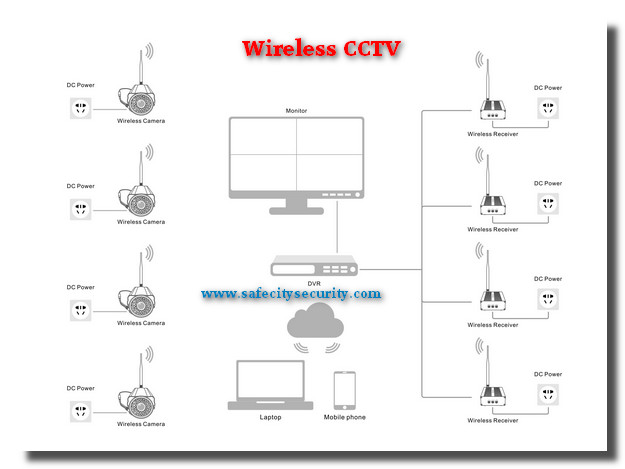 Wireless CCTV
DC Power
Wireless Camera
DC Power
Wireless Camera
DC Power
Wireless Camera
DC Power
Wireless Camera
Monitor
DVR
www.safecitysecurity.com
Laptop
Mobile phone
DC Power
Wireless Receiver
DC Power
Wireless Receiver
DC Power
Wireless Receiver
DC Power
Wireless Receiver